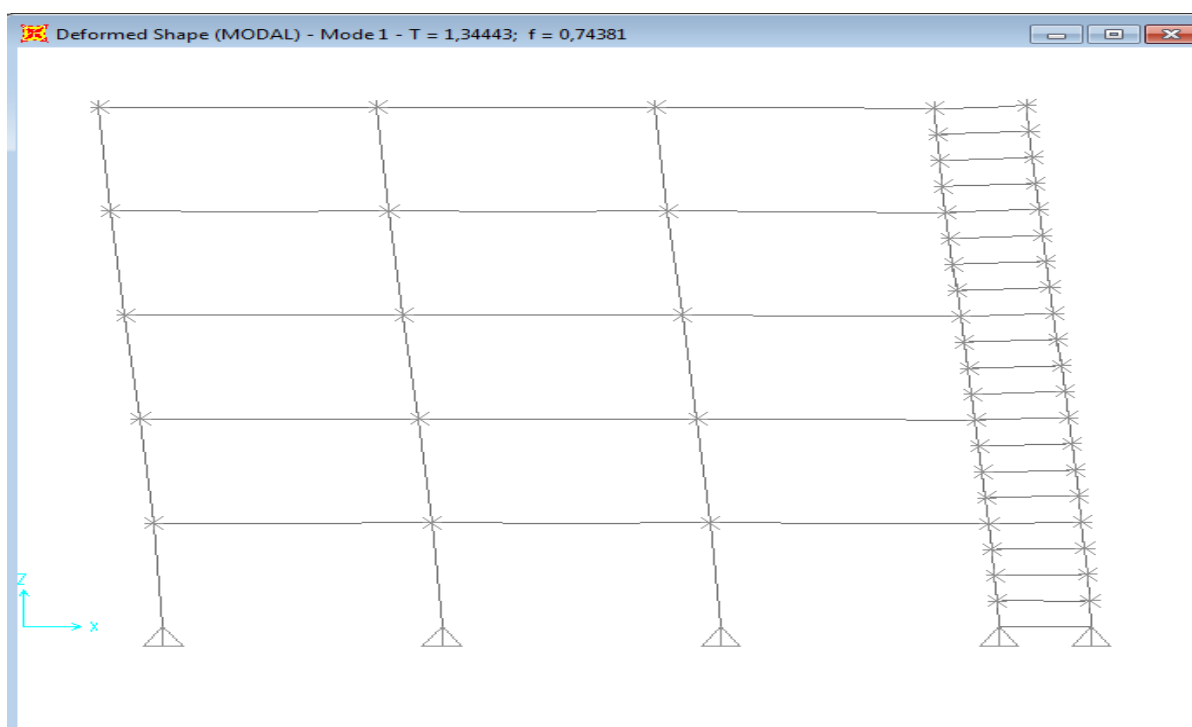 Deformed Shape (MODAL) - Mode 1 - T = 1,34443; f = 0,74381
Z
X